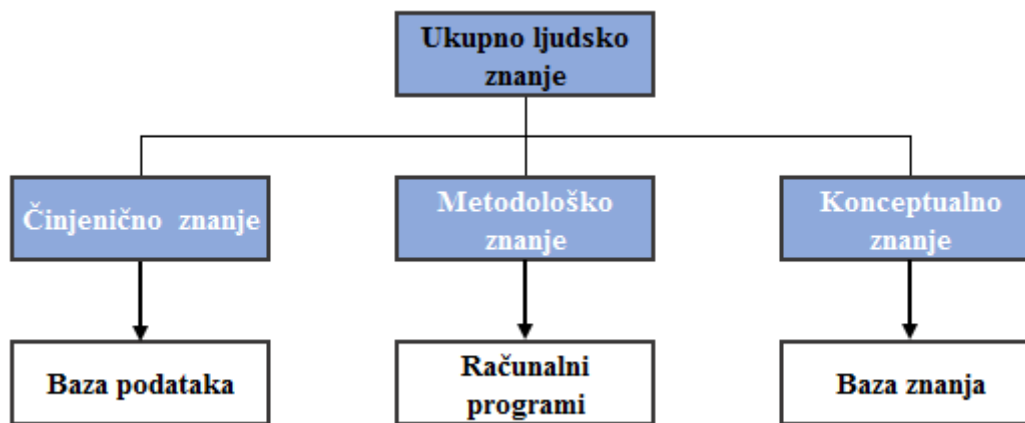 Ukupno ljudsko
znanje
Činjenično znanje
Metodološko
znanje
Konceptualno
znanje
Baza podataka
Računalni
programi
Baza znanja